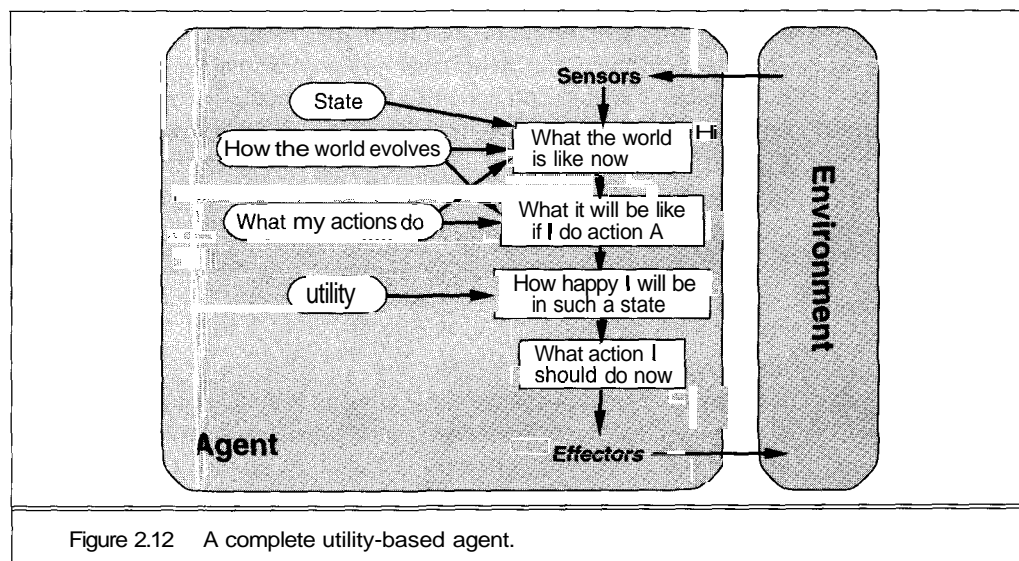 Sensors
State
What the world
is like now
Hi
How the world evolves
What it will be like
if I do action A
What my actions do
How happy I will be
in such a state
utility
What action I
should do now
Agent
Effectors
Environment
Figure 2.12 A complete utility-based agent.